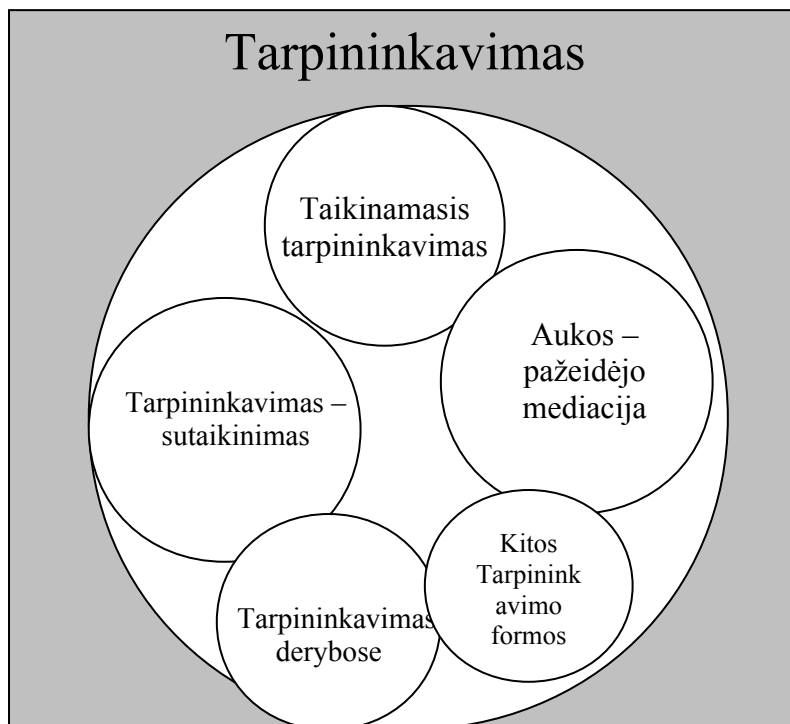 Tarpininkavimas
Taikinamasis
tarpininkavimas
Aukos –
pažeidėjo
mediacija
Tarpininkavimas –
sutaikinimas
Kitos
Tarpinink
avimo
formos
Tarpininkavimas
derybose